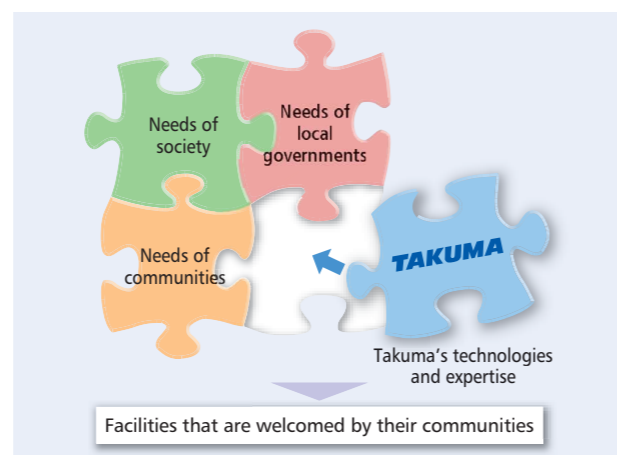 Needs of
society
Needs of
local
governments
Needs of
communities
TAKUMA
Takuma's technologies
and expertise
Facilities that are welcomed by their communities